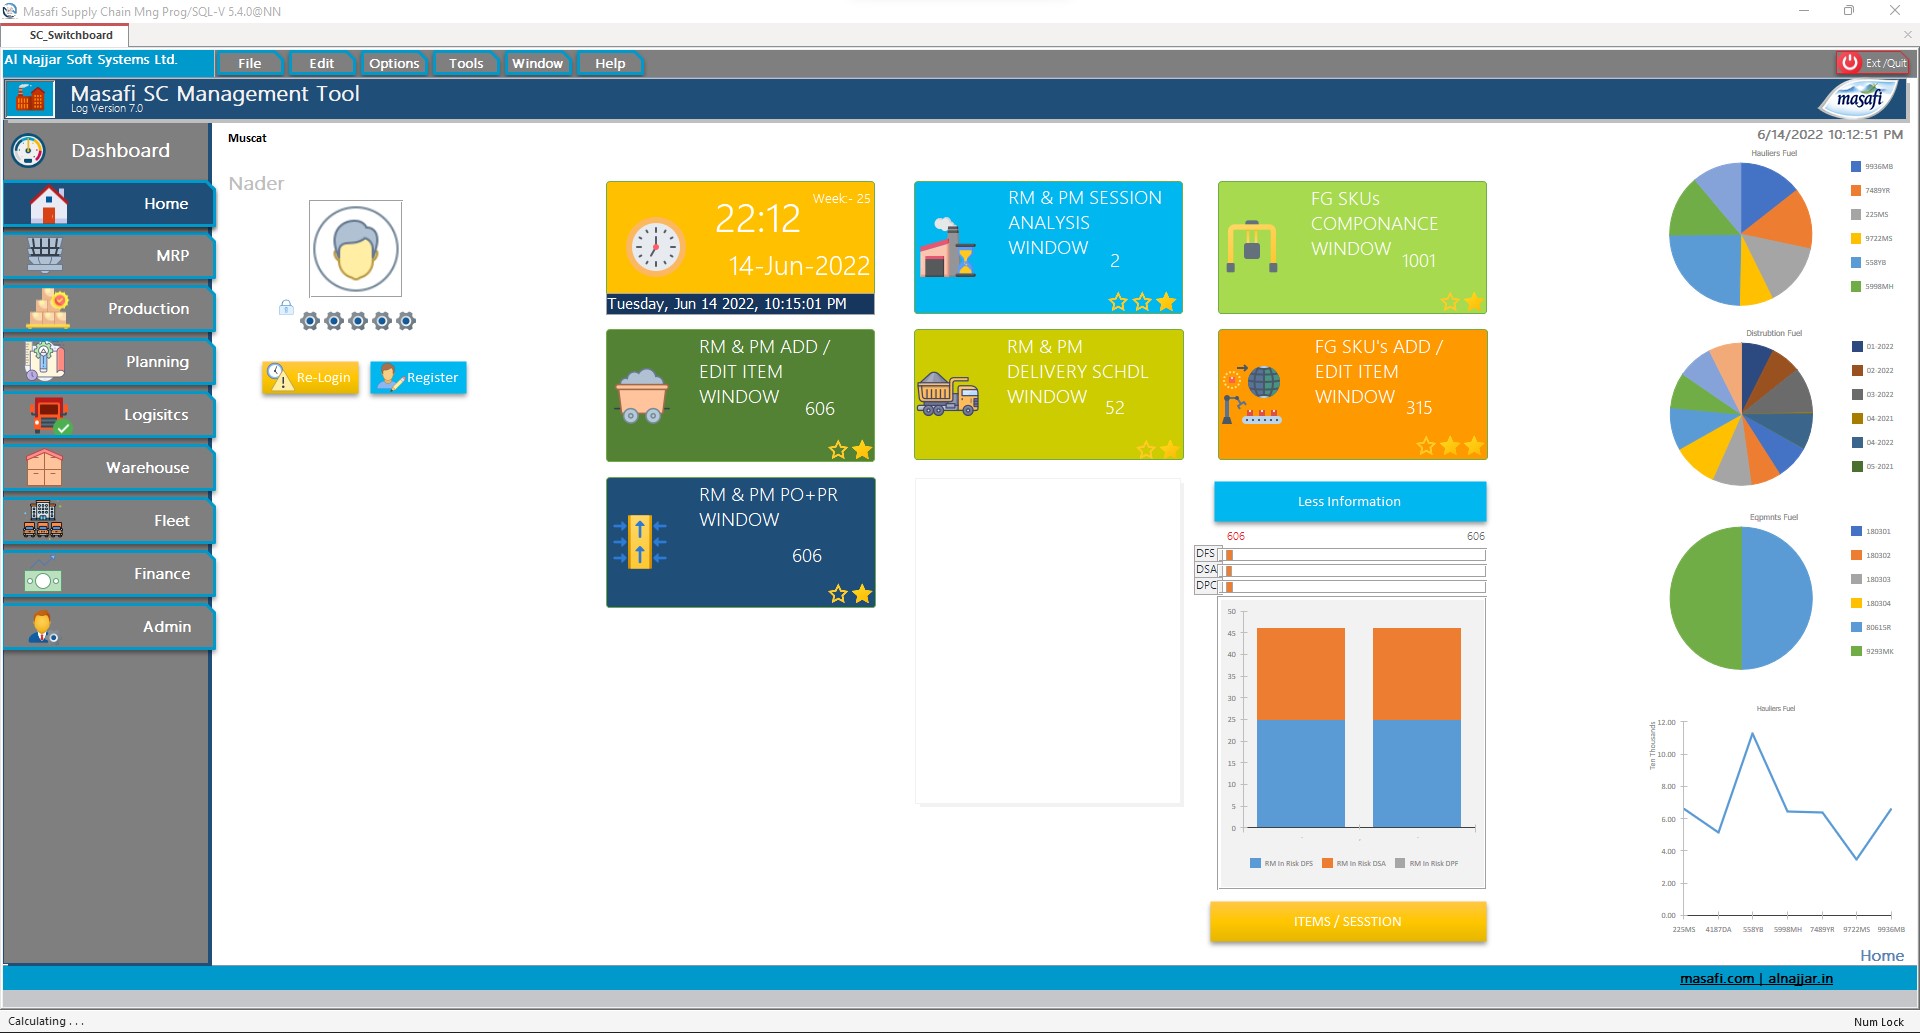 Masafi Supply Chain Mng Prog/SQL-V 5.4.0@NN
SC_Switchboard
Al Najjar Soft Systems Ltd.
File
Edit
Options
Tools
Window
Help
Ext /Quit
Masafi SC Management Tool
Log Version 7.0
masafi
Dashboard
Home
MRP
Production
Planning
Logisitcs
Warehouse
Fleet
Finance
Admin
Muscat
Nader
Re-Login
Register
Week:- 25
22:12
14-Jun-2022
Tuesday, Jun 14 2022, 10:15:01 PM
RM & PM SESSION
ANALYSIS
WINDOW
2
FG SKUs
COMPONANCE
WINDOW
1001
RM & PM ADD /
EDIT ITEM
WINDOW
606
RM & PM
DELIVERY SCHDL
WINDOW
52
FG SKU's ADD /
EDIT ITEM
WINDOW
315
RM & PM PO+PR
WINDOW
606
Less Information
606
606
DFS
DSA
DPC
50
45
40
35
30
25
20
15
10
5
0
RM In Risk DFS
RM In Risk DSA
RM In Risk DPF
ITEMS / SESSTION
6/14/2022 10:12:51 PM
Hauliers Fuel
9936MB
7489YR
225MS
9722MS
558YB
5998MH
Distrubtion Fuel
01-2022
02-2022
03-2022
04-2021
04-2022
05-2021
Eqpmnts Fuel
180301
180302
180303
180304
80615R
9293MK
Hauliers Fuel
Ten Thousands
12.00
10.00
8.00
6.00
4.00
2.00
0.00
225MS
4187DA
558YB
5998MH
7489YR
9722MS
9936MB
Home
masafi.com | alnajjar.in
Calculating . . .
Num Lock